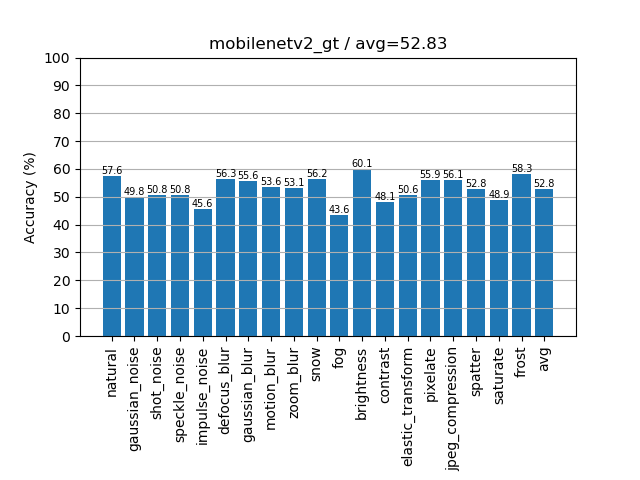 mobilenetv2_gt / avg=52.83
Accuracy (%)
100
90
80
70
60
50
40
30
20
10
0
57.6
49.8
50.8
50.8
45.6
56.3
55.6
53.6
53.1
56.2
43.6
60.1
48.1
50.6
55.9
56.1
52.8
48.9
58.3
52.8
natural
gaussian_noise
shot_noise
speckle_noise
impulse_noise
defocus_blur
gaussian_blur
motion_blur
zoom_blur
snow
fog
brightness
contrast
elastic_transform
pixelate
jpeg_compression
spatter
saturate
frost
avg